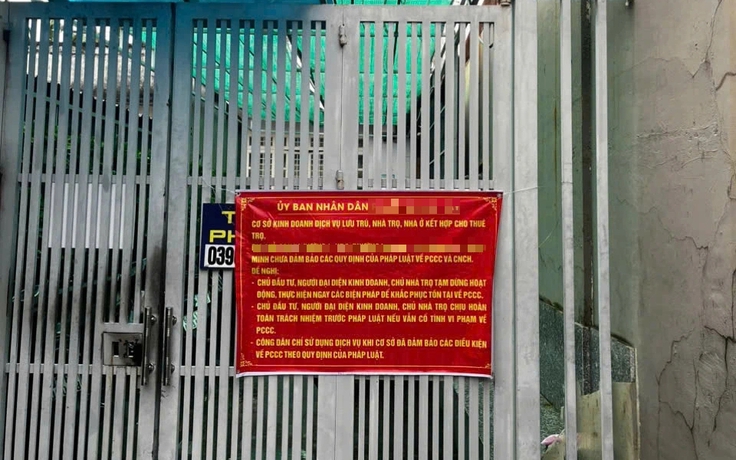 ỦY BAN NHÂN DÂN
CƠ SỞ KINH DOANH DỊCH VỤ LƯU TRÚ, NHÀ TRỌ, NHÀ Ở KẾT HỢP CHO THUÊ
TRỌ,
MINH CHƯA ĐẢM BẢO CÁC QUY ĐỊNH CỦA PHÁP LUẬT VỀ PCCC VÀ CNCH.
ĐỀ NGHỊ:
- CHỦ ĐẦU TƯ, NGƯỜI ĐẠI DIỆN KINH DOANH, CHỦ NHÀ TRỌ TẠM DỪNG HOẠT
ĐỘNG, THỰC HIỆN NGAY CÁC BIỆN PHÁP ĐỂ KHẮC PHỤC TỒN TẠI VỀ PCCC.
- CHỦ ĐẦU TƯ, NGƯỜI ĐẠI DIỆN KINH DOANH, CHỦ NHÀ TRỌ CHỊU HOÀN
TOÀN TRÁCH NHIỆM TRƯỚC PHÁP LUẬT NẾU VẪN CỐ TÌNH VI PHẠM VỀ
PCCC.
- CÔNG DÂN CHỈ SỬ DỤNG DỊCH VỤ KHI CƠ SỞ ĐÃ ĐẢM BẢO CÁC ĐIỀU KIỆN
VỀ PCCC THEO QUY ĐỊNH CỦA PHÁP LUẬT.
T
PH
039